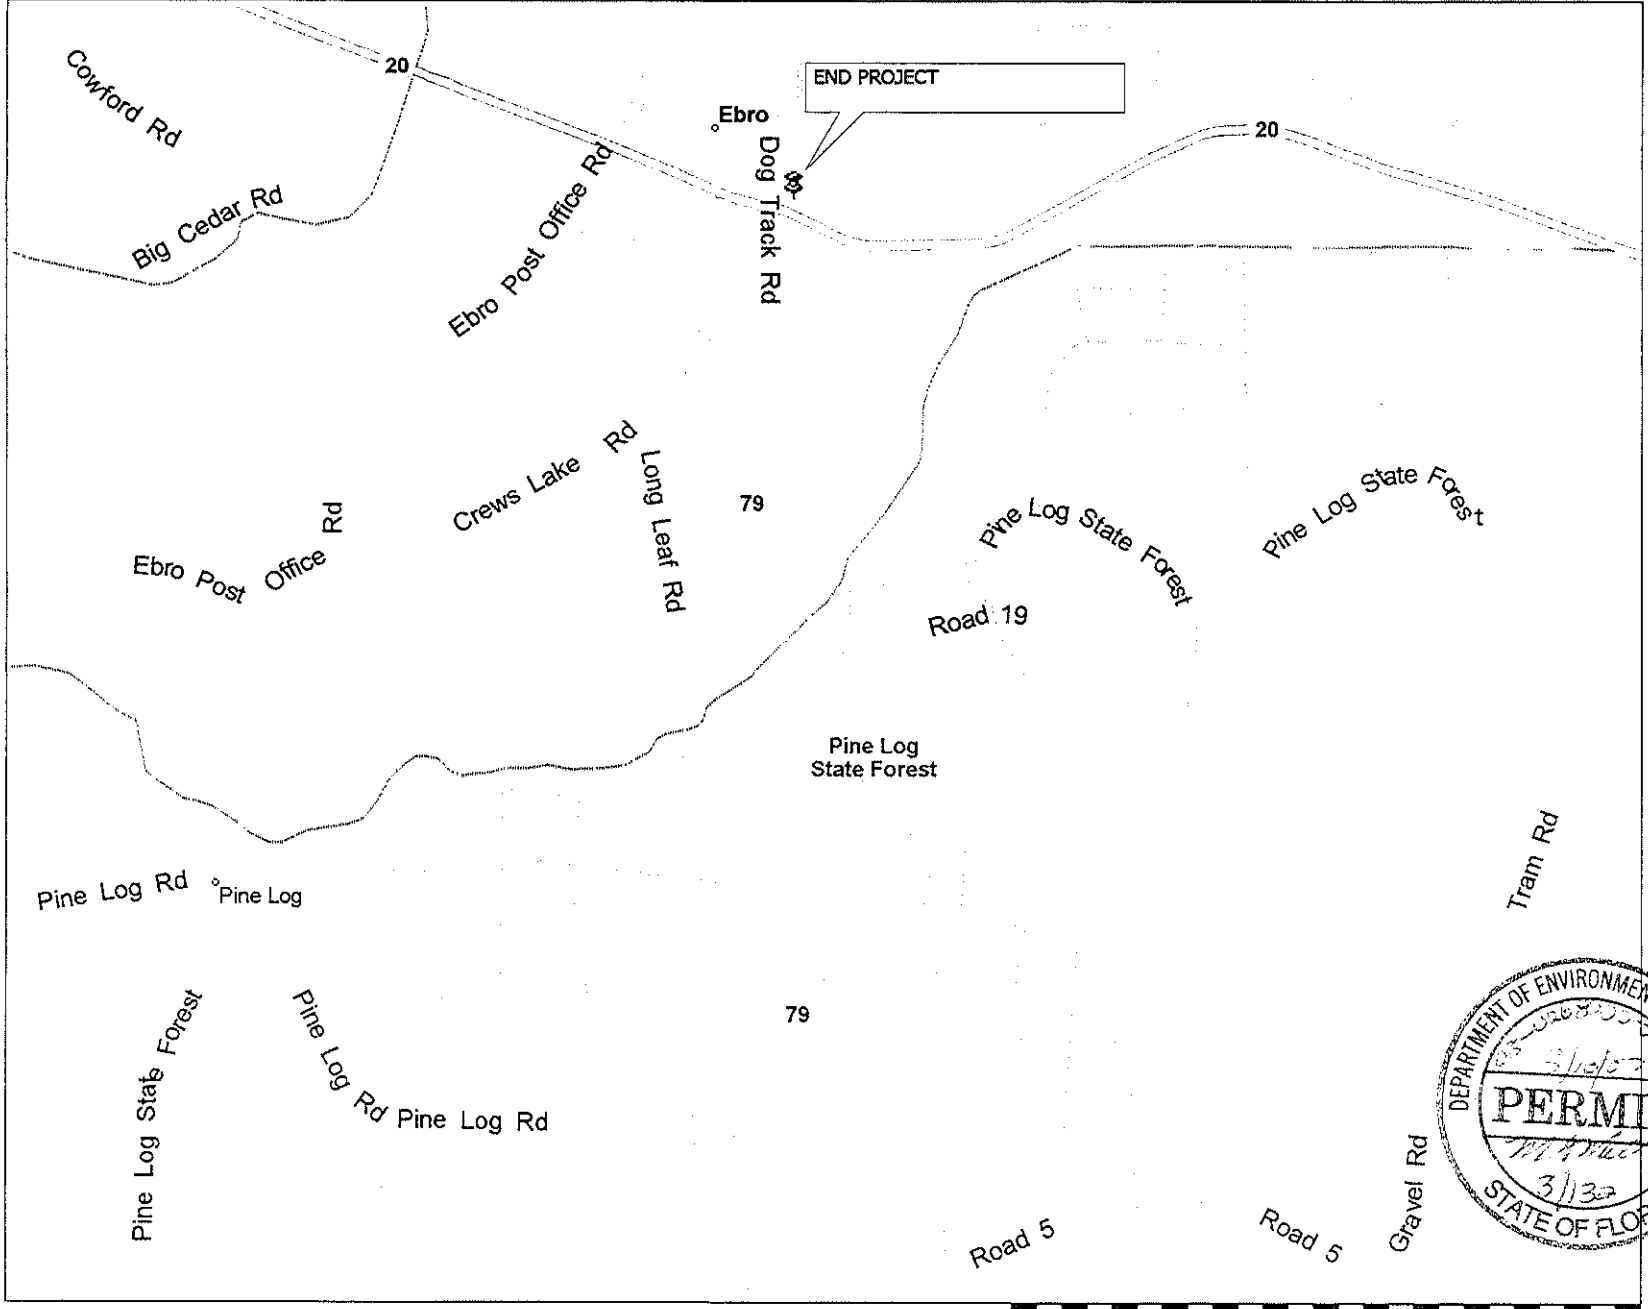 20
Cowford Rd
END PROJECT
Ebro
20
Dog Track Rd
Big Cedar Rd
Ebro Post Office Rd
Crews Lake Rd
Long Leaf Rd
79
Pine Log State Forest
Pine Log State Forest
Ebro Post Office Rd
Road 19
Pine Log
State Forest
Tram Rd
Pine Log Rd
Pine Log
79
Pine Log State Forest
Pine Log Rd
Pine Log Rd
Gravel Rd
Road 5
Road 5
DEPARTMENT OF ENVIRONMEN
PERMI
STATE OF FLOR